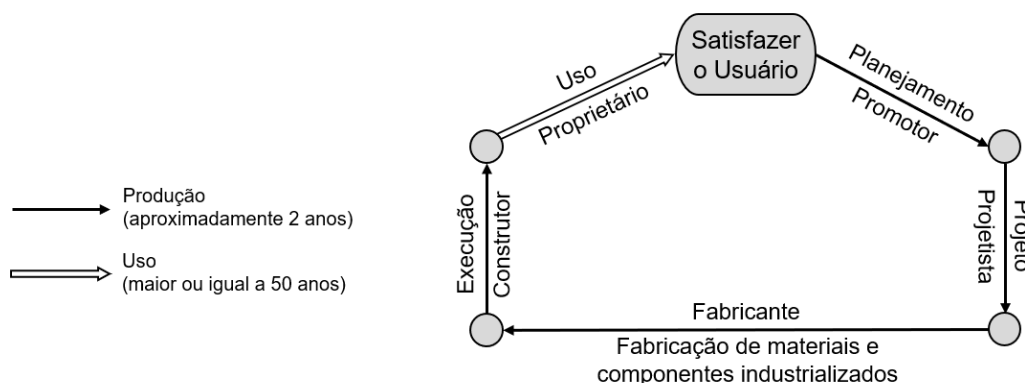 Satisfazer
o Usuário
Planejamento
Promotor
Projeto
Projetista
Fabricante
Fabricação de materiais e
componentes industrializados
Execução
Construtor
Uso
Proprietário
Produção
(aproximadamente 2 anos)
Uso
(maior ou igual a 50 anos)